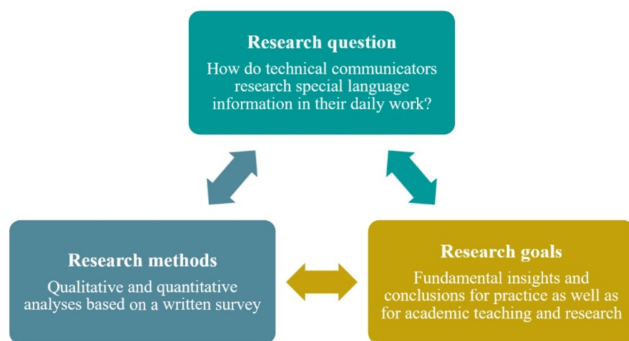 Research question
How do technical communicators
research special language
information in their daily work?
Research methods
Qualitative and quantitative
analyses based on a written survey
Research goals
Fundamental insights and
conclusions for practice as well as
for academic teaching and research